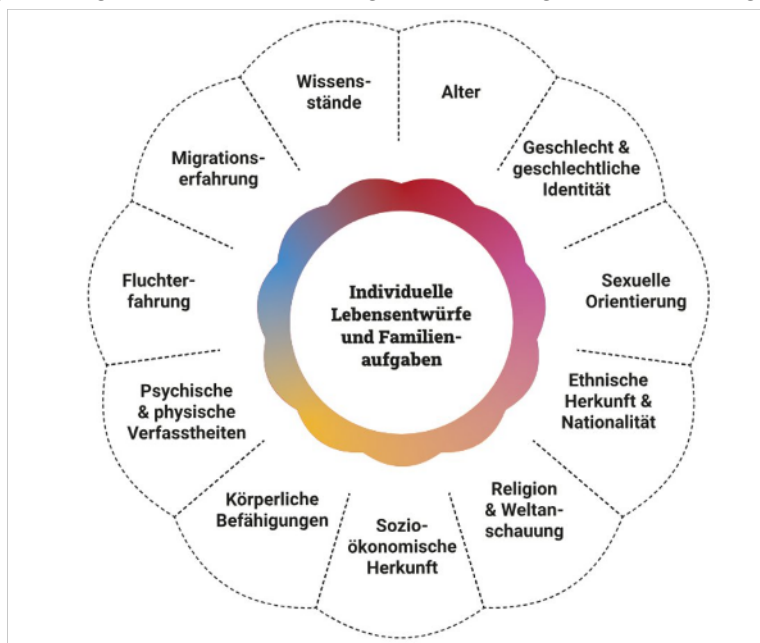 Wissens-
stände
Alter
Geschlecht &
geschlechtliche
Identität
Sexuelle
Orientierung
Ethnische
Herkunft &
Nationalität
Religion
& Weltan-
schauung
Sozio-
ökonomische
Herkunft
Körperliche
Befähigungen
Psychische
& physische
Verfasstheiten
Fluchter-
fahrung
Migrations-
erfahrung
Individuelle
Lebensentwürfe
und Familien-
aufgaben